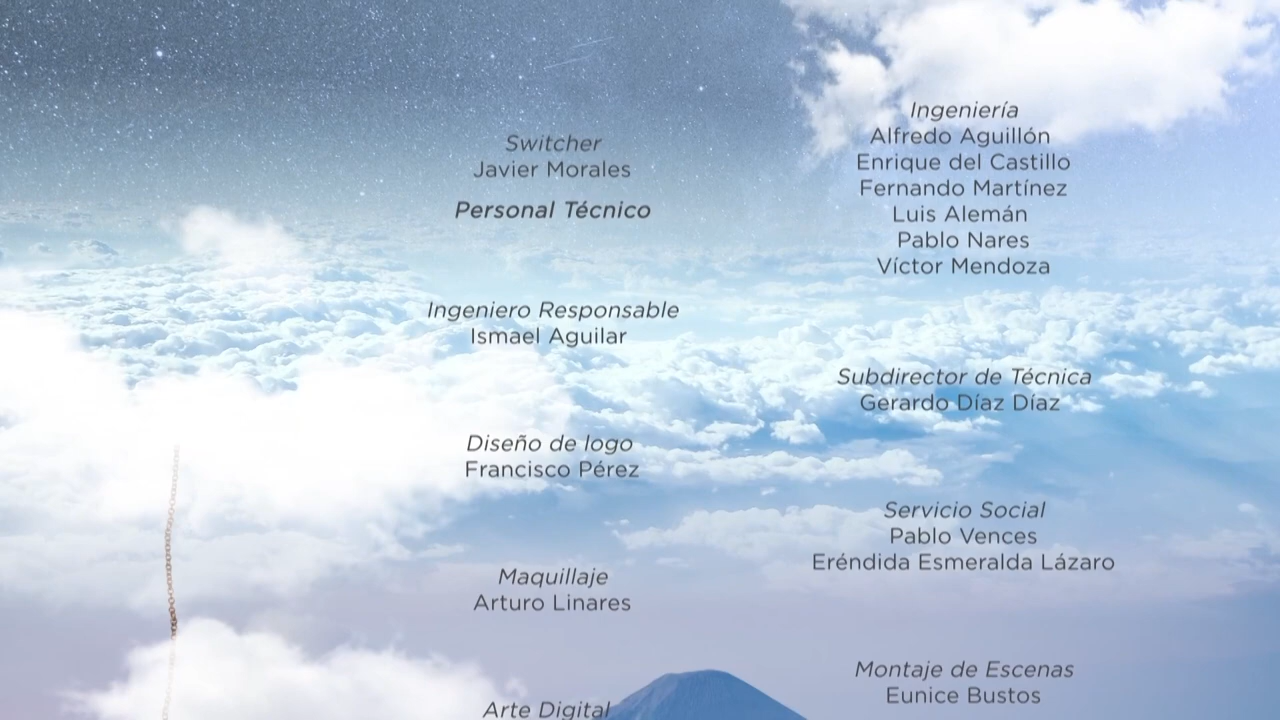 Switcher
Javier Morales
Personal Técnico
Ingeniero Responsable
Ismael Aguilar
Diseño de logo
Francisco Pérez
Maquillaje
Arturo Linares
Arte Digital
Ingeniería
Alfredo Aguillón
Enrique del Castillo
Fernando Martínez
Luis Alemán
Pablo Nares
Víctor Mendoza
Subdirector de Técnica
Gerardo Díaz Díaz
Servicio Social
Pablo Vences
Eréndida Esmeralda Lázaro
Montaje de Escenas
Eunice Bustos